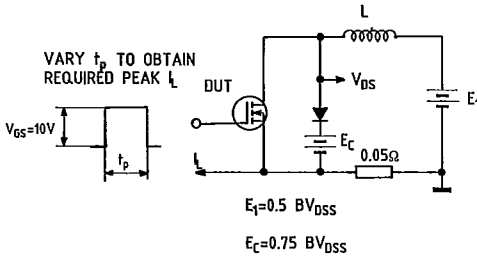 VARY tp TO OBTAIN
REQUIRED PEAK IL
VGS=10V
tp
DUT
L
VDS
EC
IL
0.05Ω
E1=0.5 BVDSS
EC=0.75 BVDSS